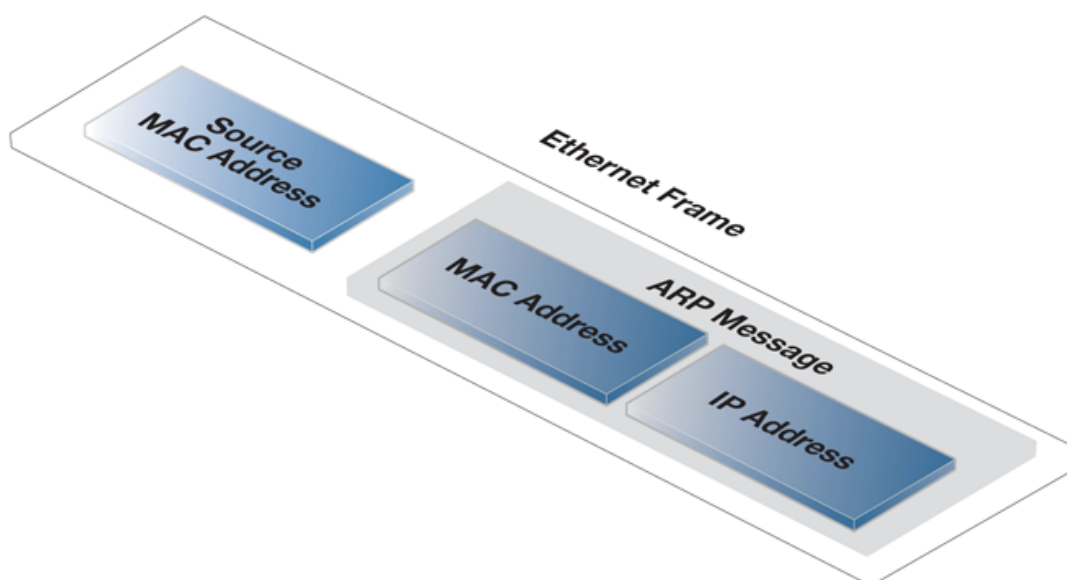 Source
MAC Address
Ethernet Frame
MAC Address
ARP Message
IP Address